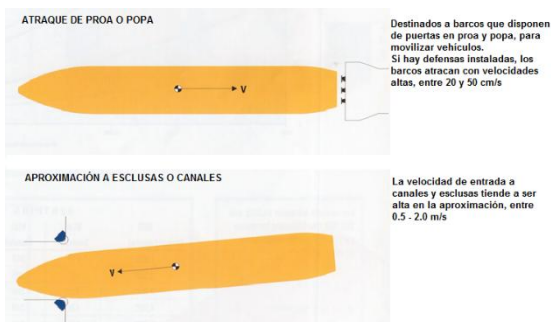 ATRAQUE DE PROA O POPA
Destinados a barcos que disponen
de puertas en proa y popa, para
movilizar vehículos.
Si hay defensas instaladas, los
barcos atracan con velocidades
altas, entre 20 y 50 cm/s
V
APROXIMACIÓN A ESCLUSAS O CANALES
La velocidad de entrada a
canales y esclusas tiende a ser
alta en la aproximación, entre
0.5 - 2.0 m/s
V